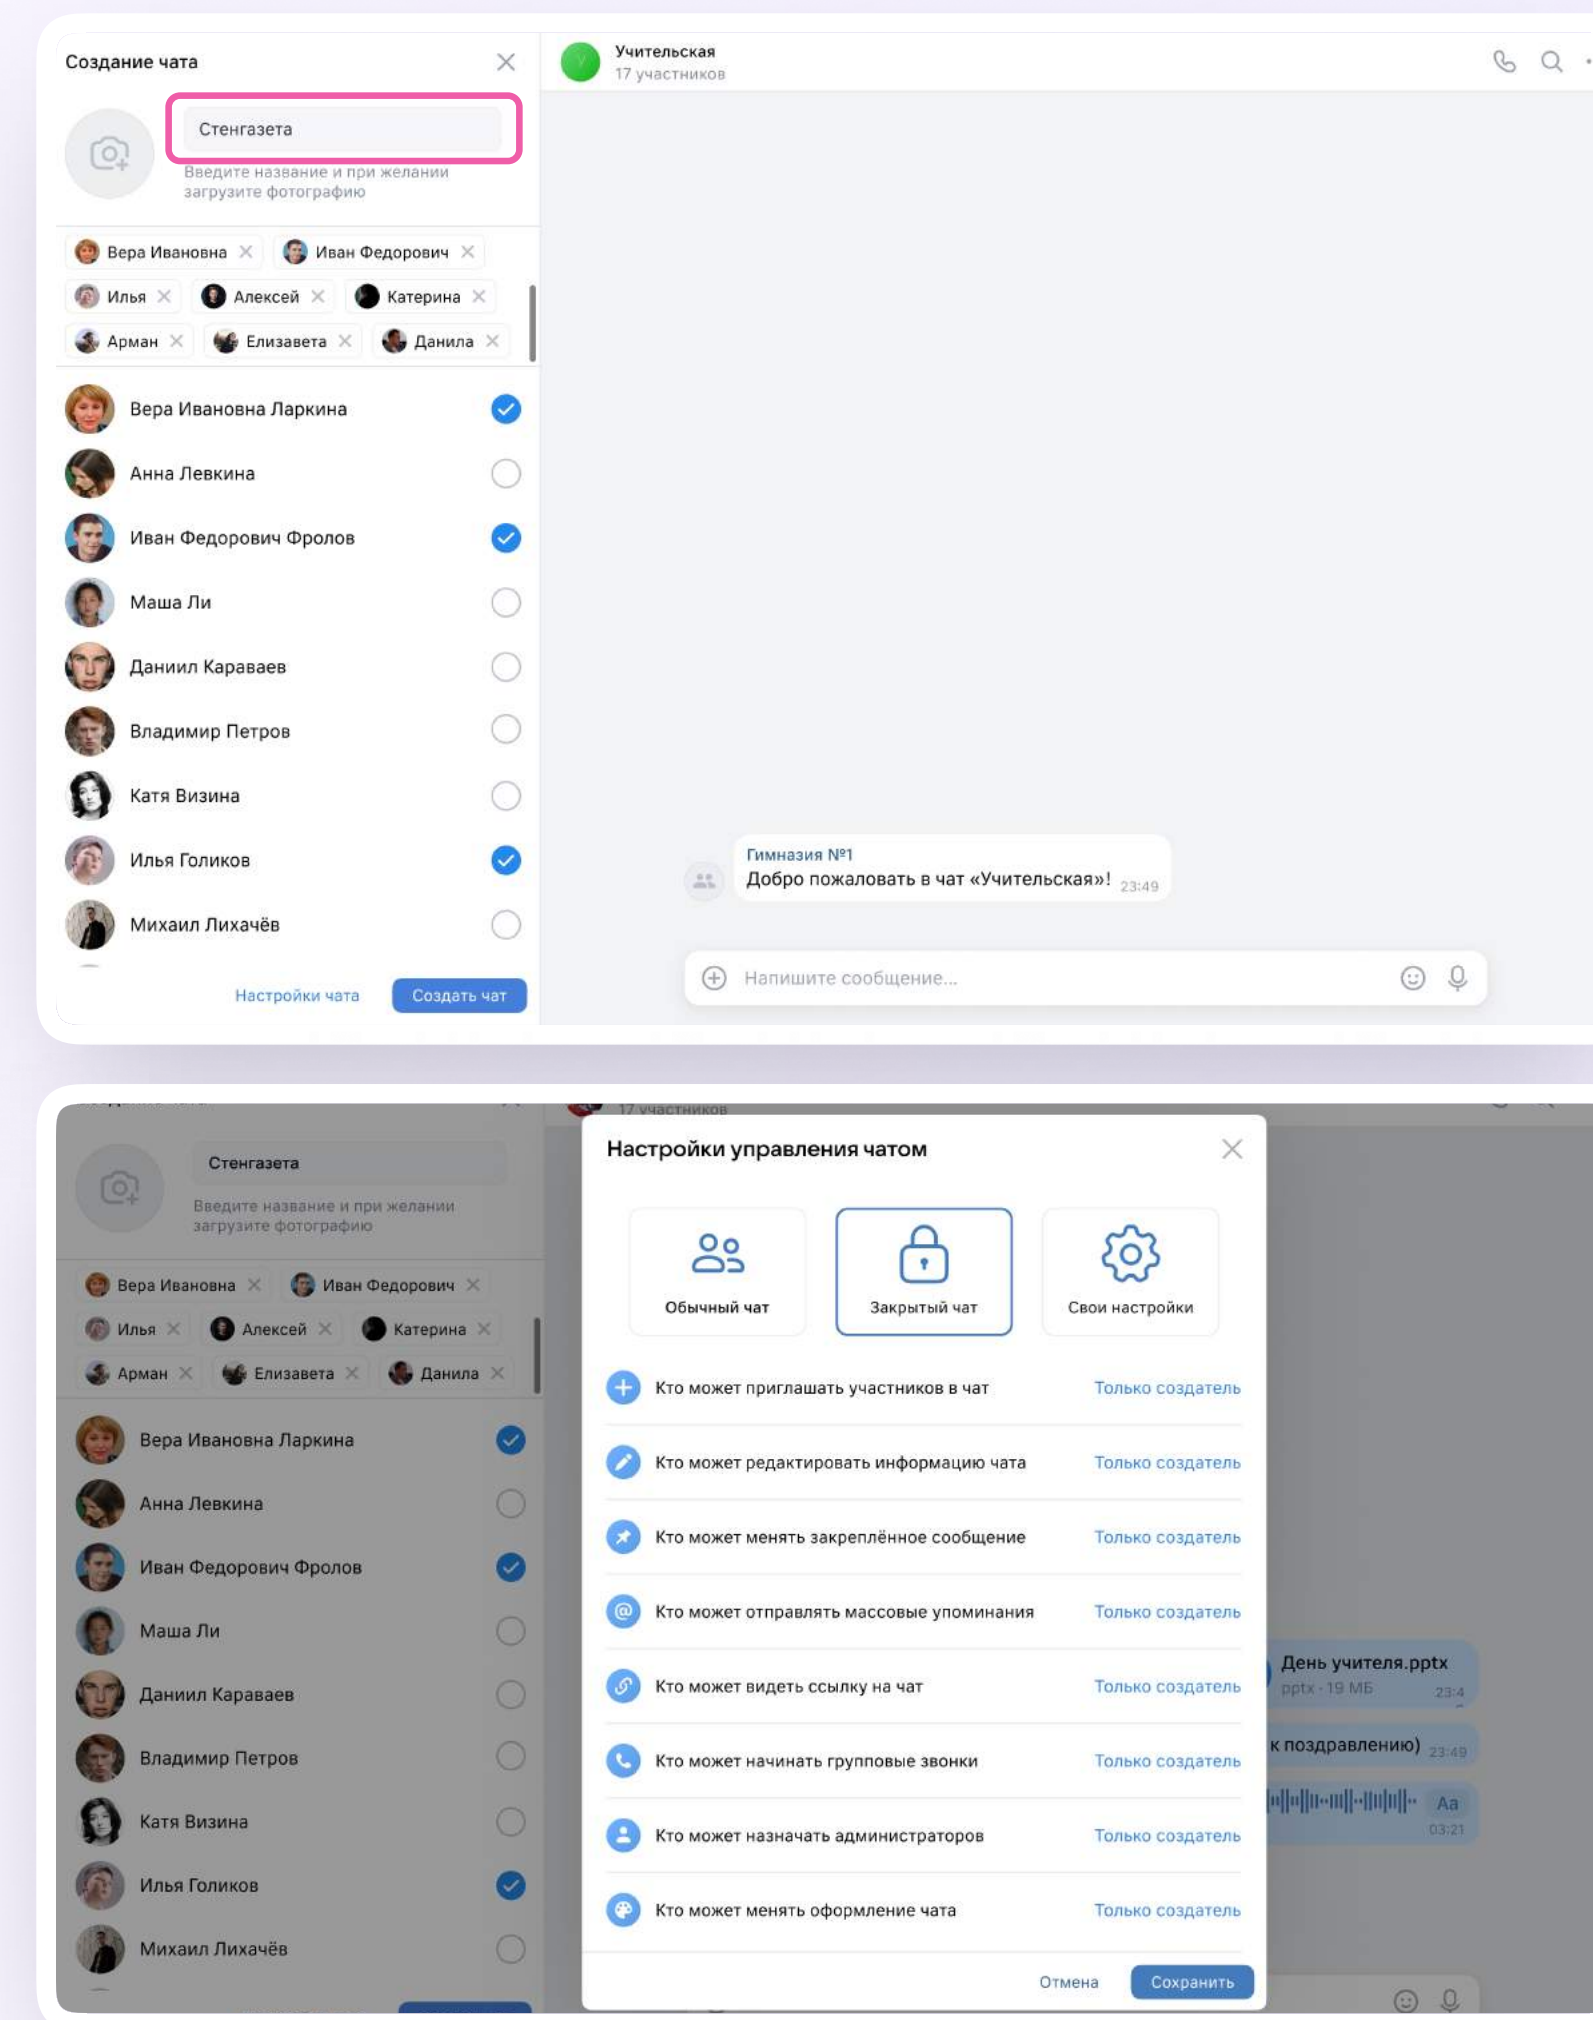 Создание чата
Стенгазета
Введите название и при желании
загрузите фотографию
Вера Ивановна
Иван Федорович
Илья
Алексей
Катерина
Арман
Елизавета
Данила
Вера Ивановна Ларкина
Анна Левкина
Иван Федорович Фролов
Маша Ли
Даниил Караваев
Владимир Петров
Катя Визина
Илья Голиков
Михаил Лихачёв
Настройки чата
Создать чат
У
Учительская
17 участников
Гимназия №1
Добро пожаловать в чат «Учительская»! 23:49
Напишите сообщение...
Стенгазета
Введите название и при желании
загрузите фотографию
Вера Ивановна
Иван Федорович
Илья
Алексей
Катерина
Арман
Елизавета
Данила
Вера Ивановна Ларкина
Анна Левкина
Иван Федорович Фролов
Маша Ли
Даниил Караваев
Владимир Петров
Катя Визина
Илья Голиков
Михаил Лихачёв
17 участников
Настройки управления чатом
Обычный чат
Закрытый чат
Свои настройки
Кто может приглашать участников в чат Только создатель
Кто может редактировать информацию чата Только создатель
Кто может менять закреплённое сообщение Только создатель
Кто может отправлять массовые упоминания Только создатель
Кто может видеть ссылку на чат Только создатель
Кто может начинать групповые звонки Только создатель
Кто может назначать администраторов Только создатель
Кто может менять оформление чата Только создатель
Отмена
Сохранить
День учителя.pptx
pptx · 19 МБ 23:4
к поздравлению) 23:49
Aa
03:21